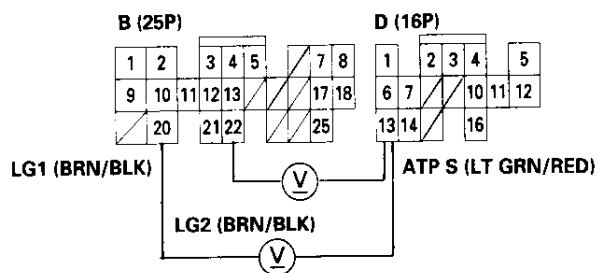 B (25P) D (16P)
1 2 3 4 5 7 8 1 2 3 4 5
9 10 11 12 13 17 18 6 7 10 11 12
20 21 22 25 13 14 16
LG1 (BRN/BLK) ATP S (LT GRN/RED)
V
LG2 (BRN/BLK)
V